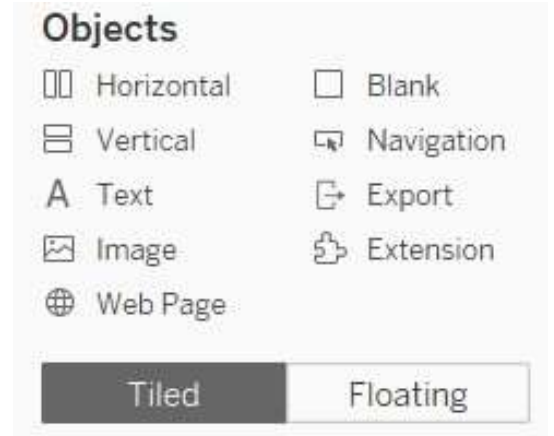 Objects
Horizontal Blank
Vertical Navigation
Text Export
Image Extension
Web Page
Tiled Floating